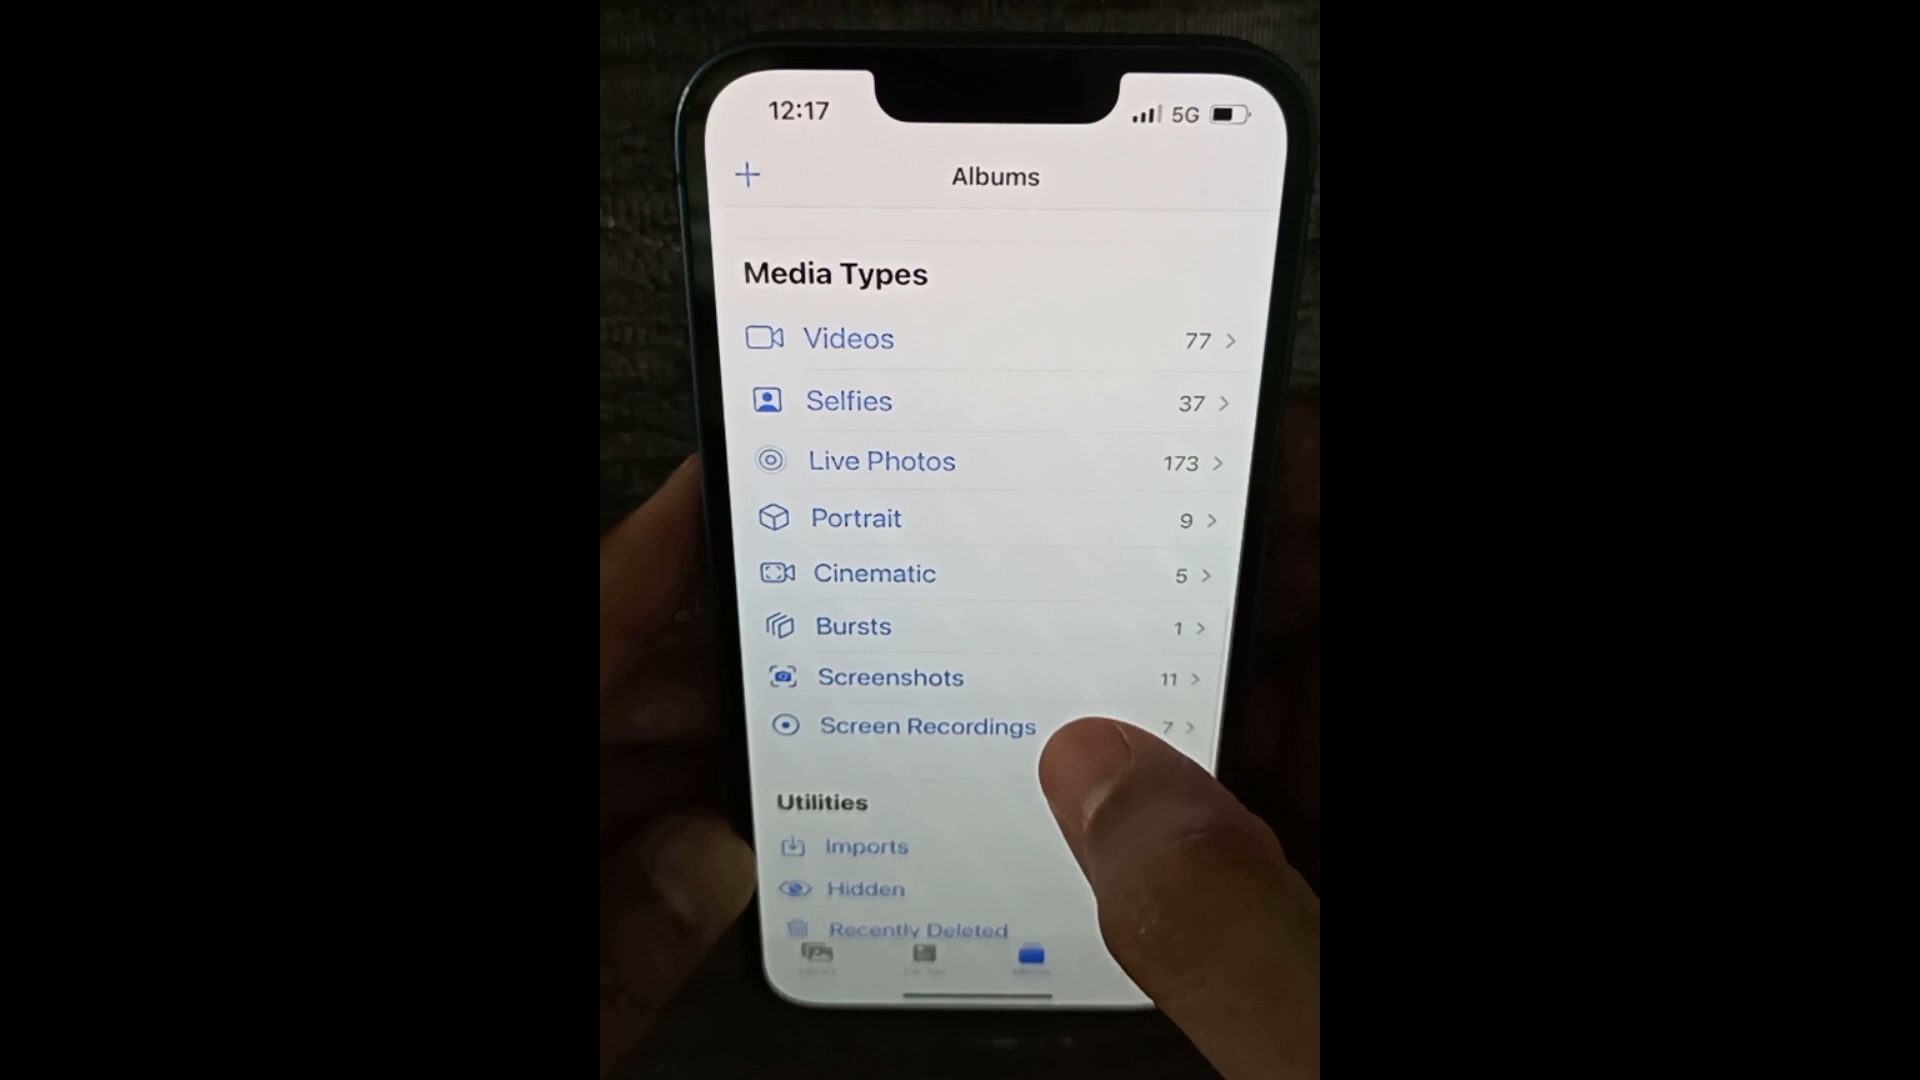 12:17 5G
Albums
Media Types
Videos 77
Selfies 37
Live Photos 173
Portrait 9
Cinematic 5
Bursts 1
Screenshots 11
Screen Recordings 7
Utilities
Imports
Hidden
Recently Deleted
Albums